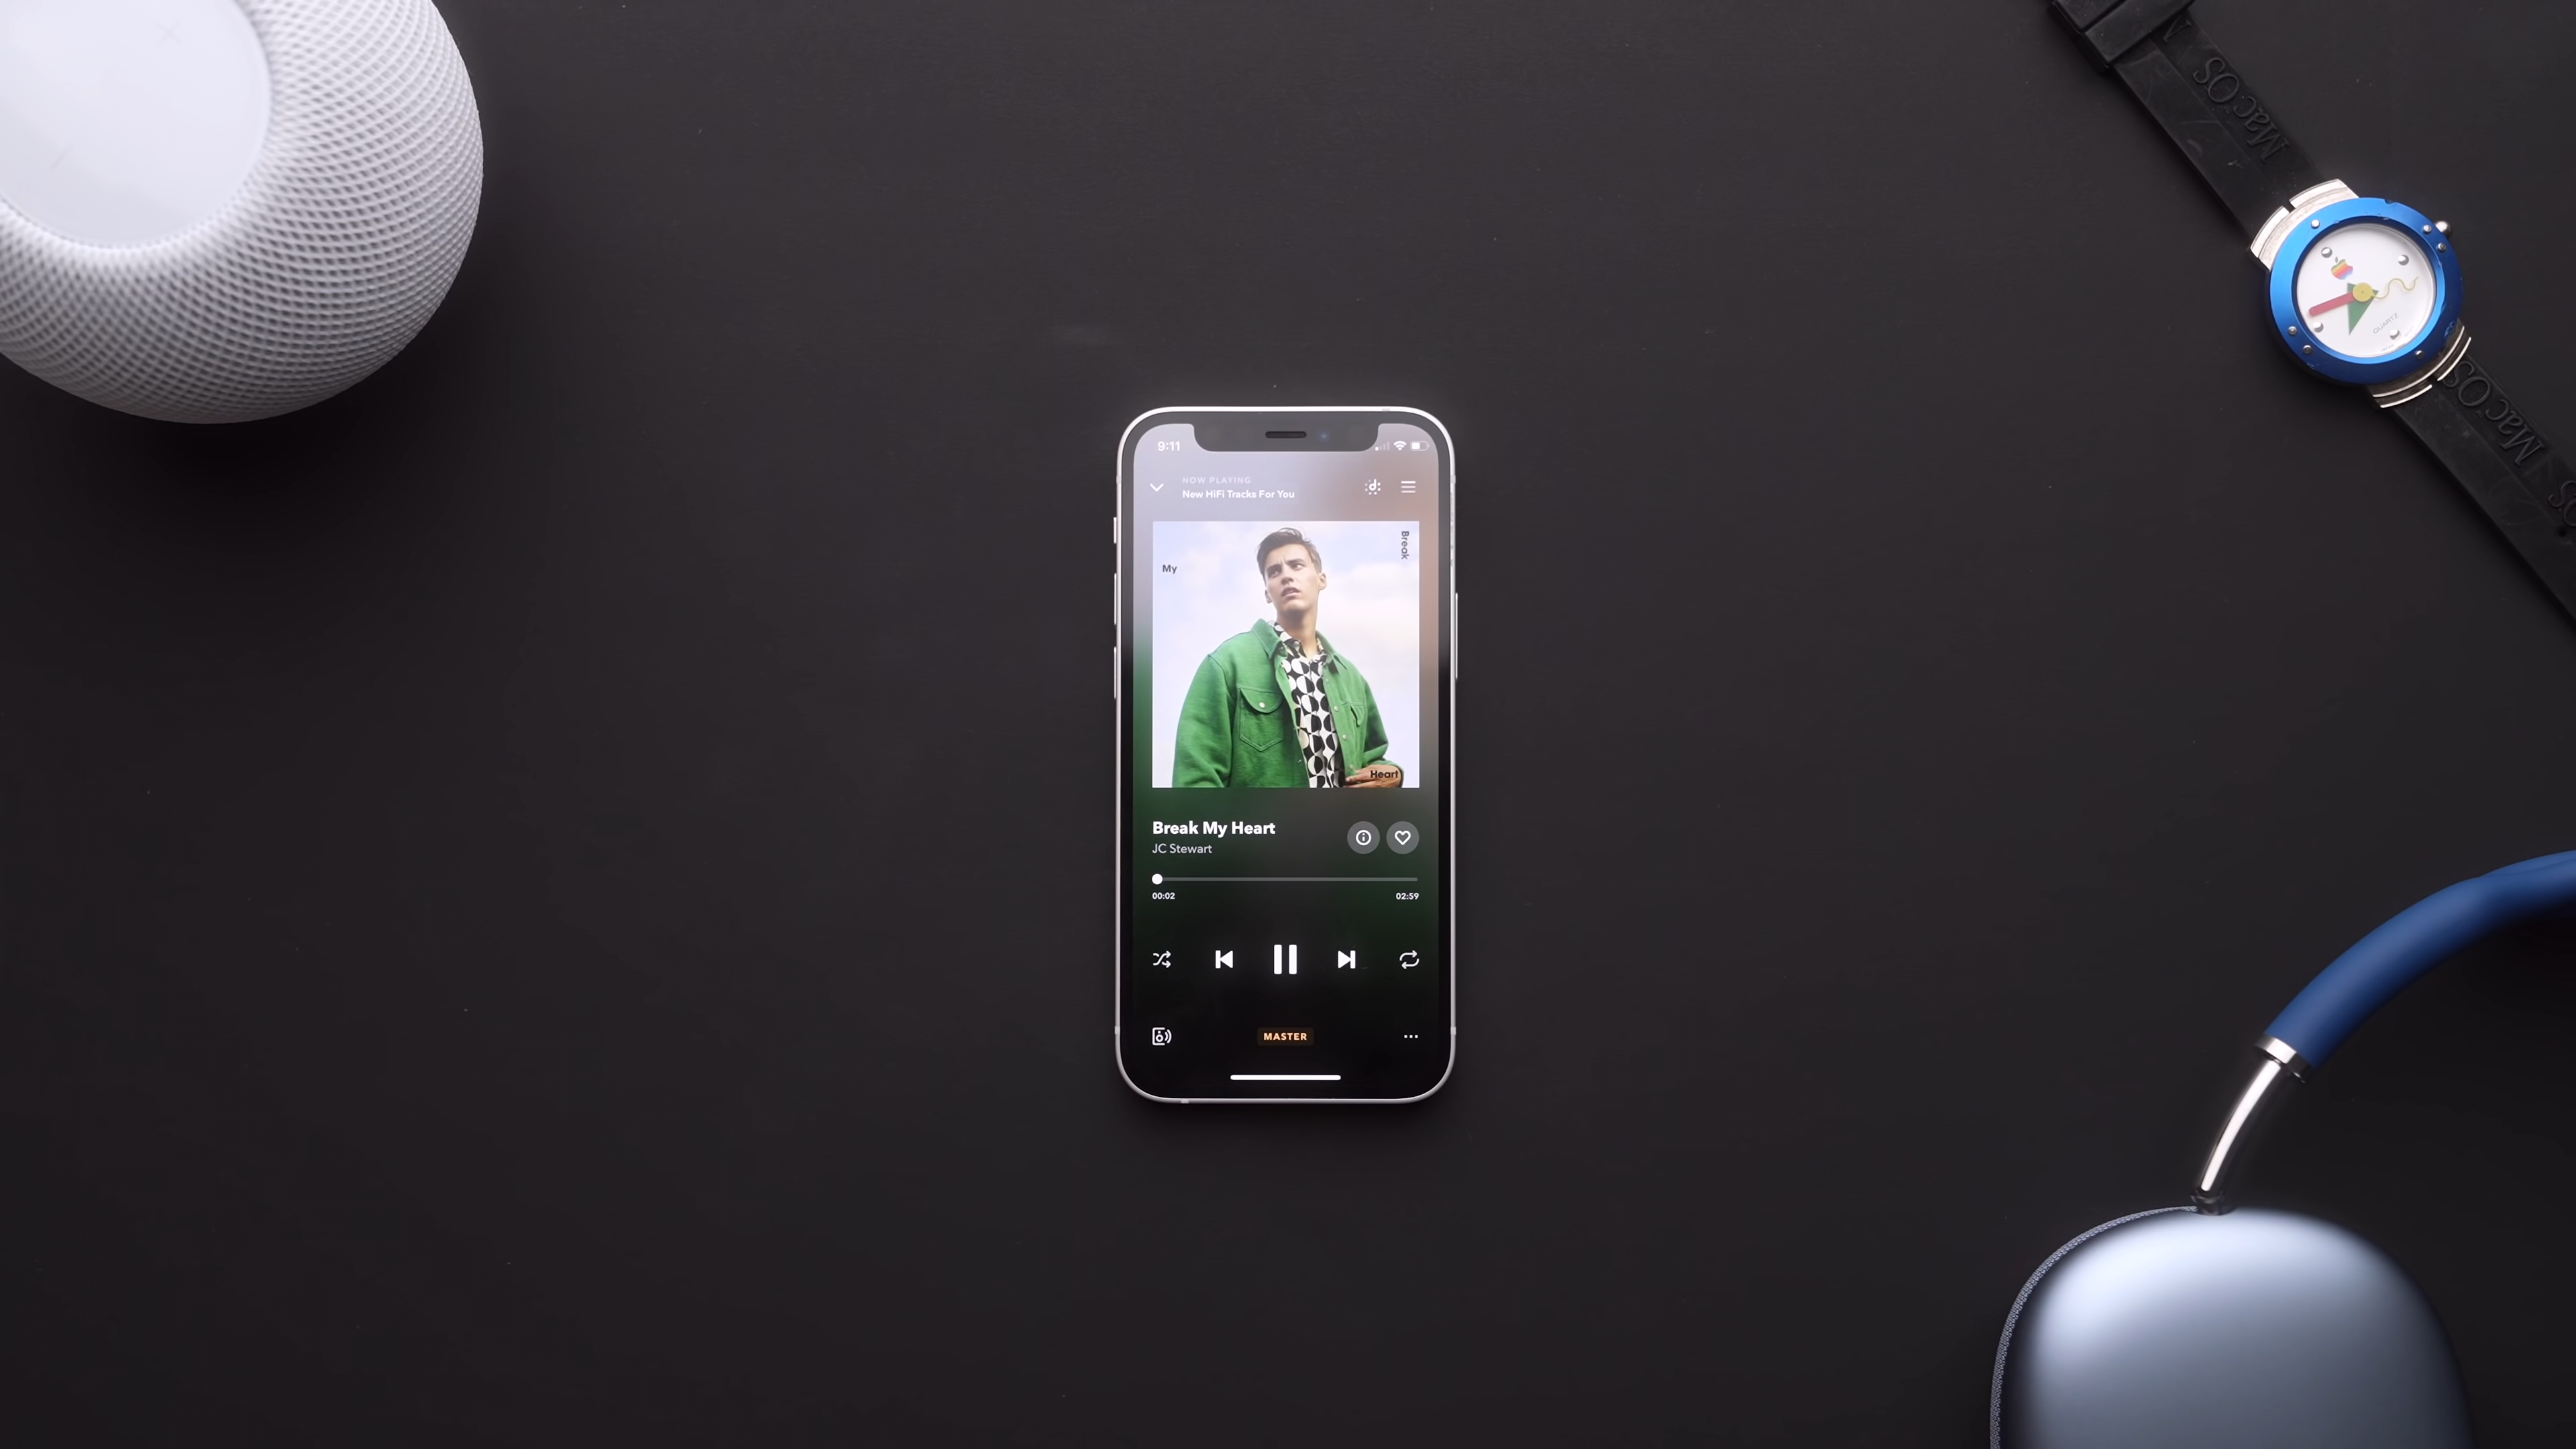 Mac OS
QUARTZ
Mac OS
9:11
NOW PLAYING
New HiFi Tracks For You
Break
My
Heart
Break My Heart
JC Stewart
00:02
02:59
MASTER